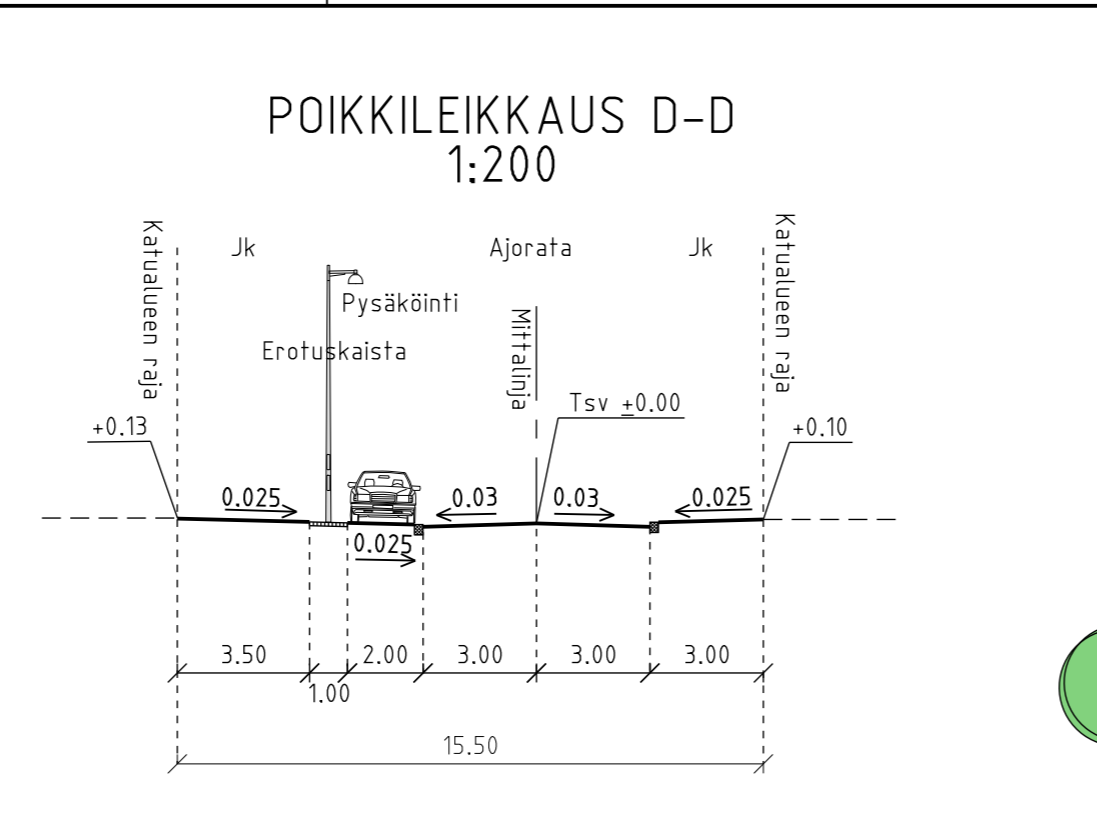 POIKKILEIKKAUS D-D
1:200
Katualueen raja
Jk
Ajorata
Jk
Katualueen raja
Pysäköinti
Erotuskaista
Mittalinja
Tsv ±0.00
+0.13
+0.10
0.025
0.03
0.03
0.025
0.025
3.50
1.00
2.00
3.00
3.00
3.00
15.50